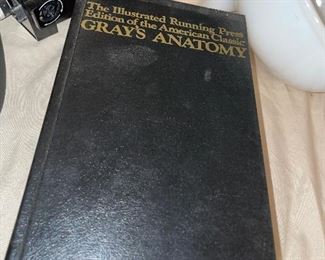 The Illustrated Running Press
Edition of the American Classic
GRAY'S ANATOMY